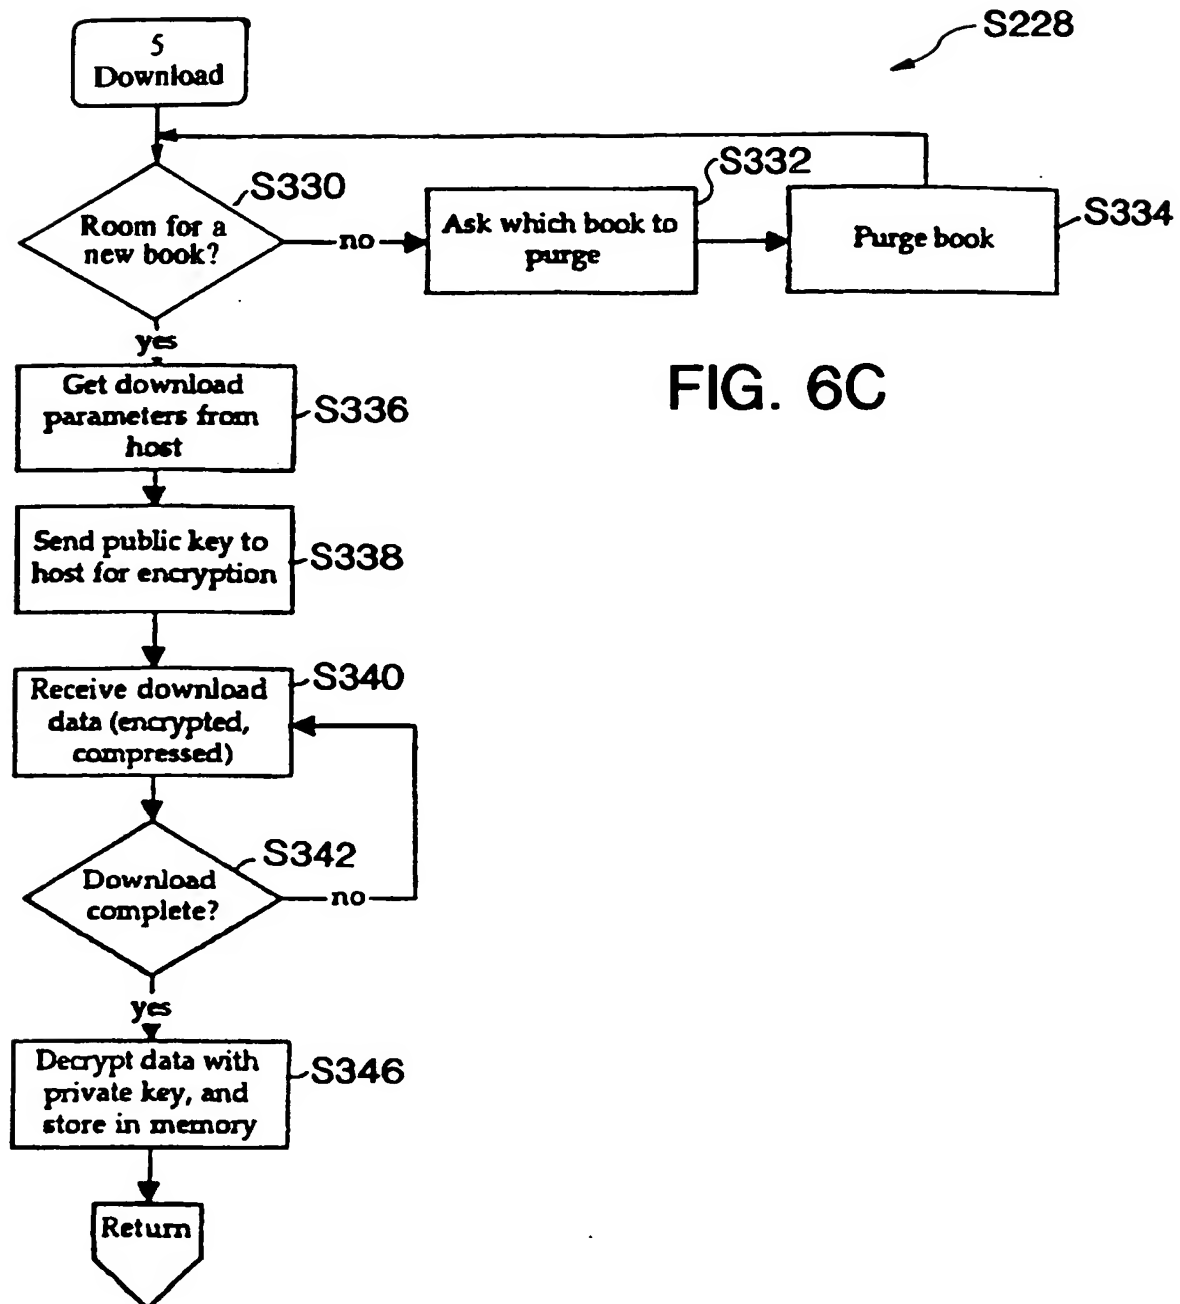 S228
5
Download
S330
Room for a
new book?
no
S332
Ask which book to
purge
S334
Purge book
yes
FIG. 6C
Get download
parameters from
host
S336
Send public key to
host for encryption
S338
Receive download
data (encrypted,
compressed)
S340
S342
Download
complete?
no
yes
Decrypt data with
private key, and
store in memory
S346
Return